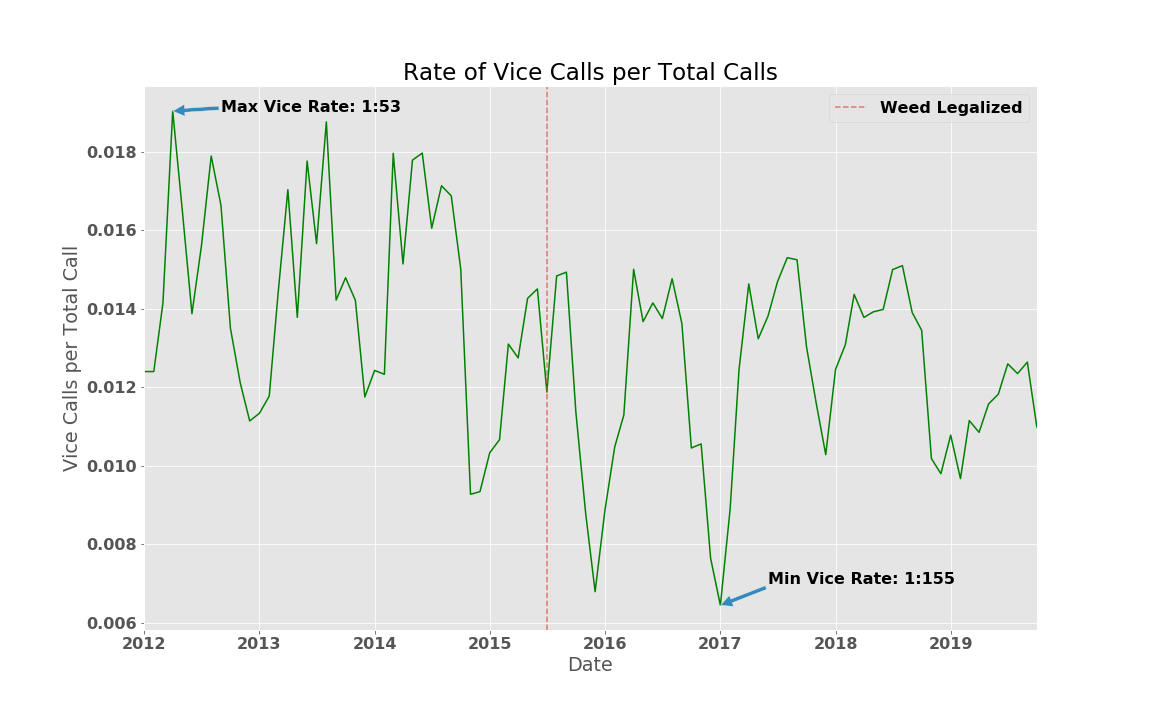 Rate of Vice Calls per Total Calls
Max Vice Rate: 1:53
Weed Legalized
0.018
0.016
0.014
0.012
0.010
0.008
0.006
Vice Calls per Total Call
Min Vice Rate: 1:155
2012 2013 2014 2015 2016 2017 2018 2019
Date